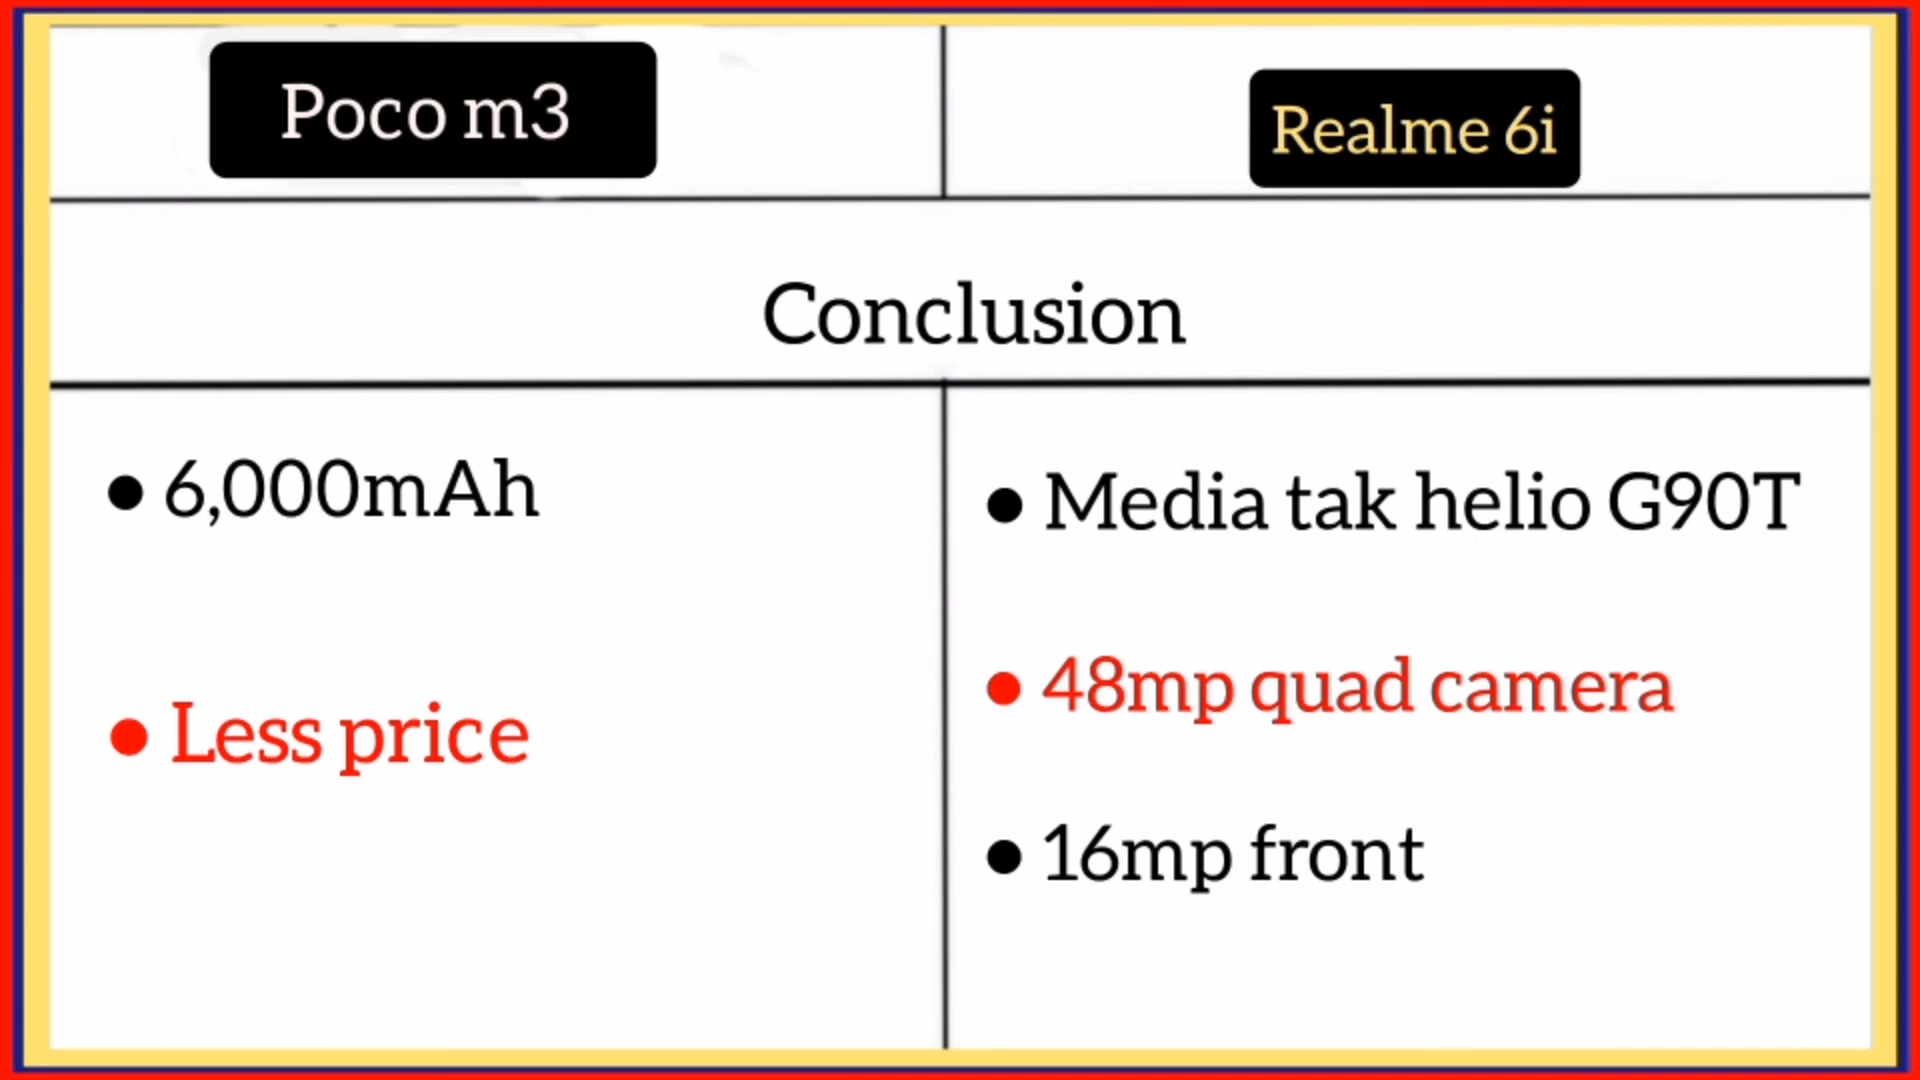 Poco m3
Realme 6i
Conclusion
● 6,000mAh
● Less price
● Media tak helio G90T
● 48mp quad camera
● 16mp front